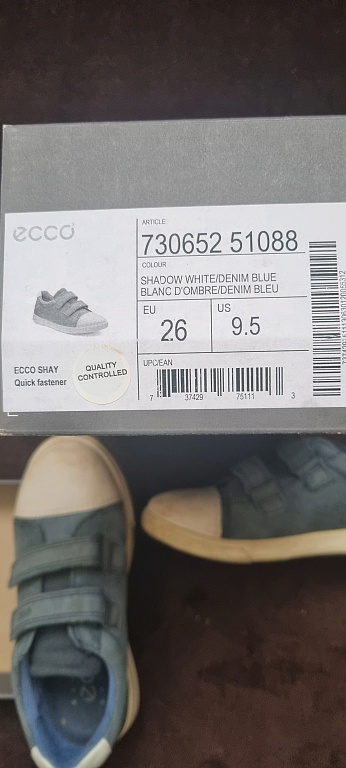 ecco
ARTICLE
730652 51088
COLOUR
SHADOW WHITE/DENIM BLUE
BLANC D'OMBRE/DENIM BLEU
EU
26
US
9.5
ECCO SHAY
Quick fastener
QUALITY
CONTROLLED
UPC/EAN
7 37429 75111 3
ecco